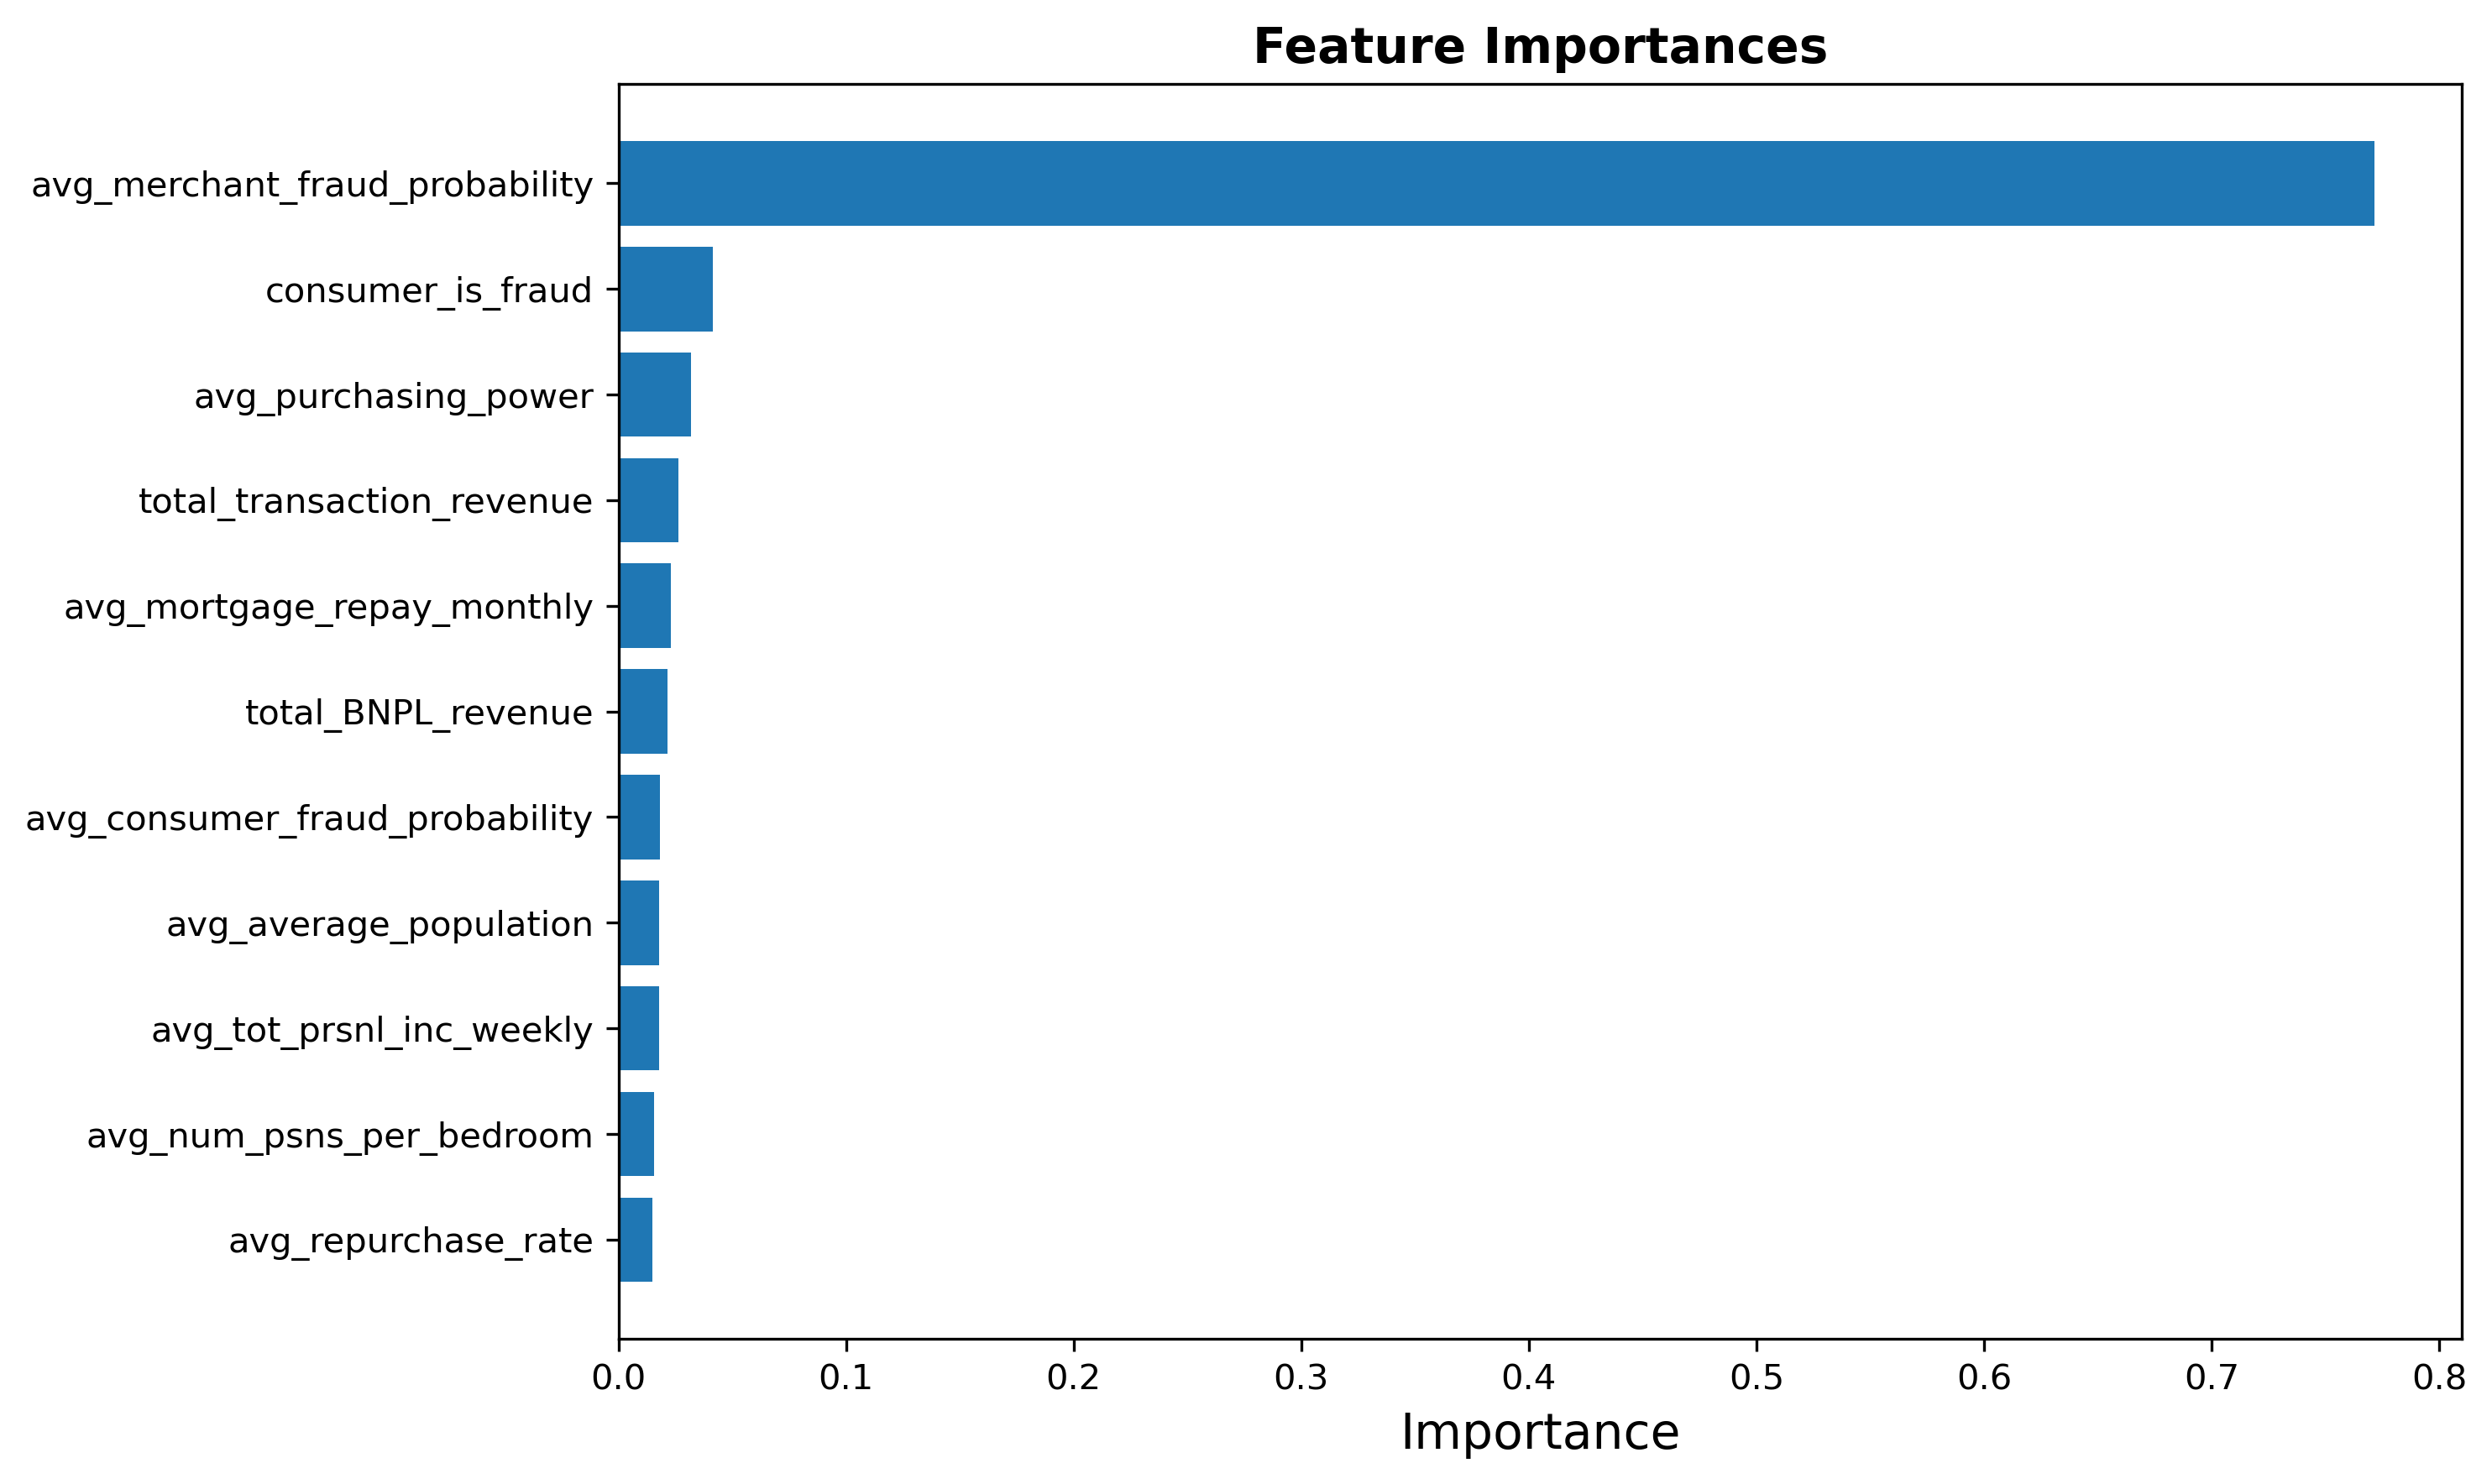 Feature Importances
avg_merchant_fraud_probability
consumer_is_fraud
avg_purchasing_power
total_transaction_revenue
avg_mortgage_repay_monthly
total_BNPL_revenue
avg_consumer_fraud_probability
avg_average_population
avg_tot_prsnl_inc_weekly
avg_num_psns_per_bedroom
avg_repurchase_rate
0.0 0.1 0.2 0.3 0.4 0.5 0.6 0.7 0.8
Importance